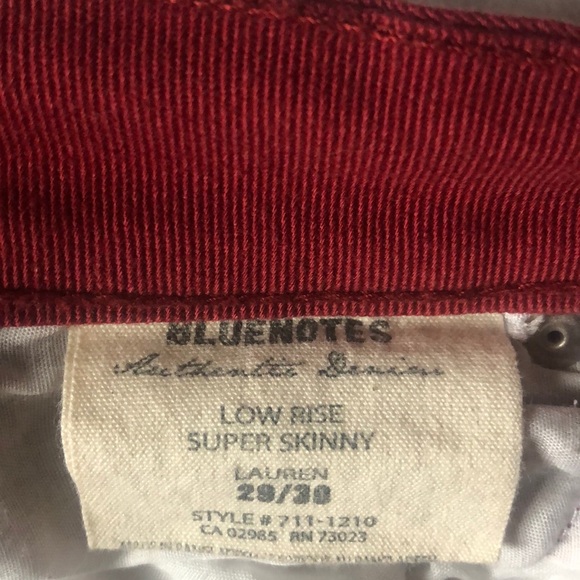 BLUENOTES
Authentic Denim
LOW RISE
SUPER SKINNY
LAUREN
29/30
STYLE # 711-1210
CA 02985 RN 73023